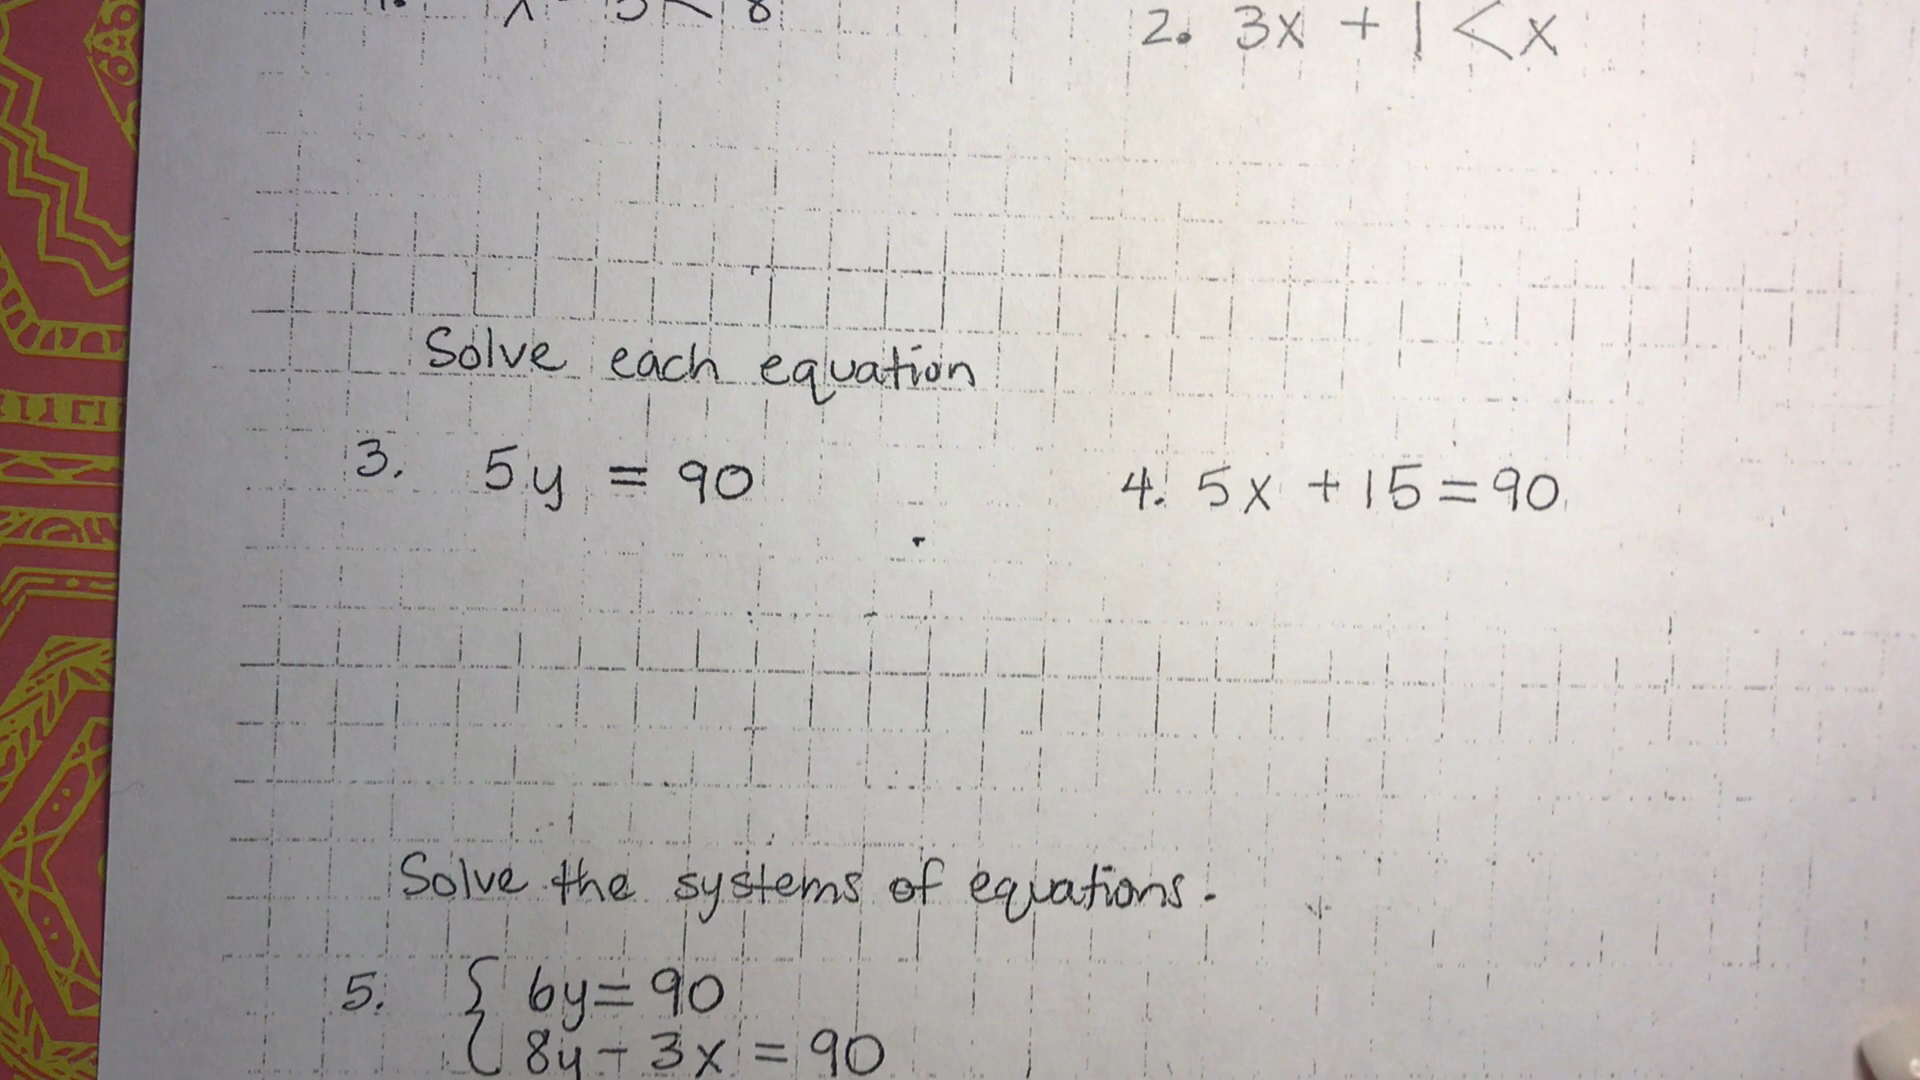 2. 3x + 1 < x
Solve each equation
3. 5y = 90
4. 5x + 15 = 90
Solve the systems of equations.
5. { 6y = 90
8y - 3x = 90